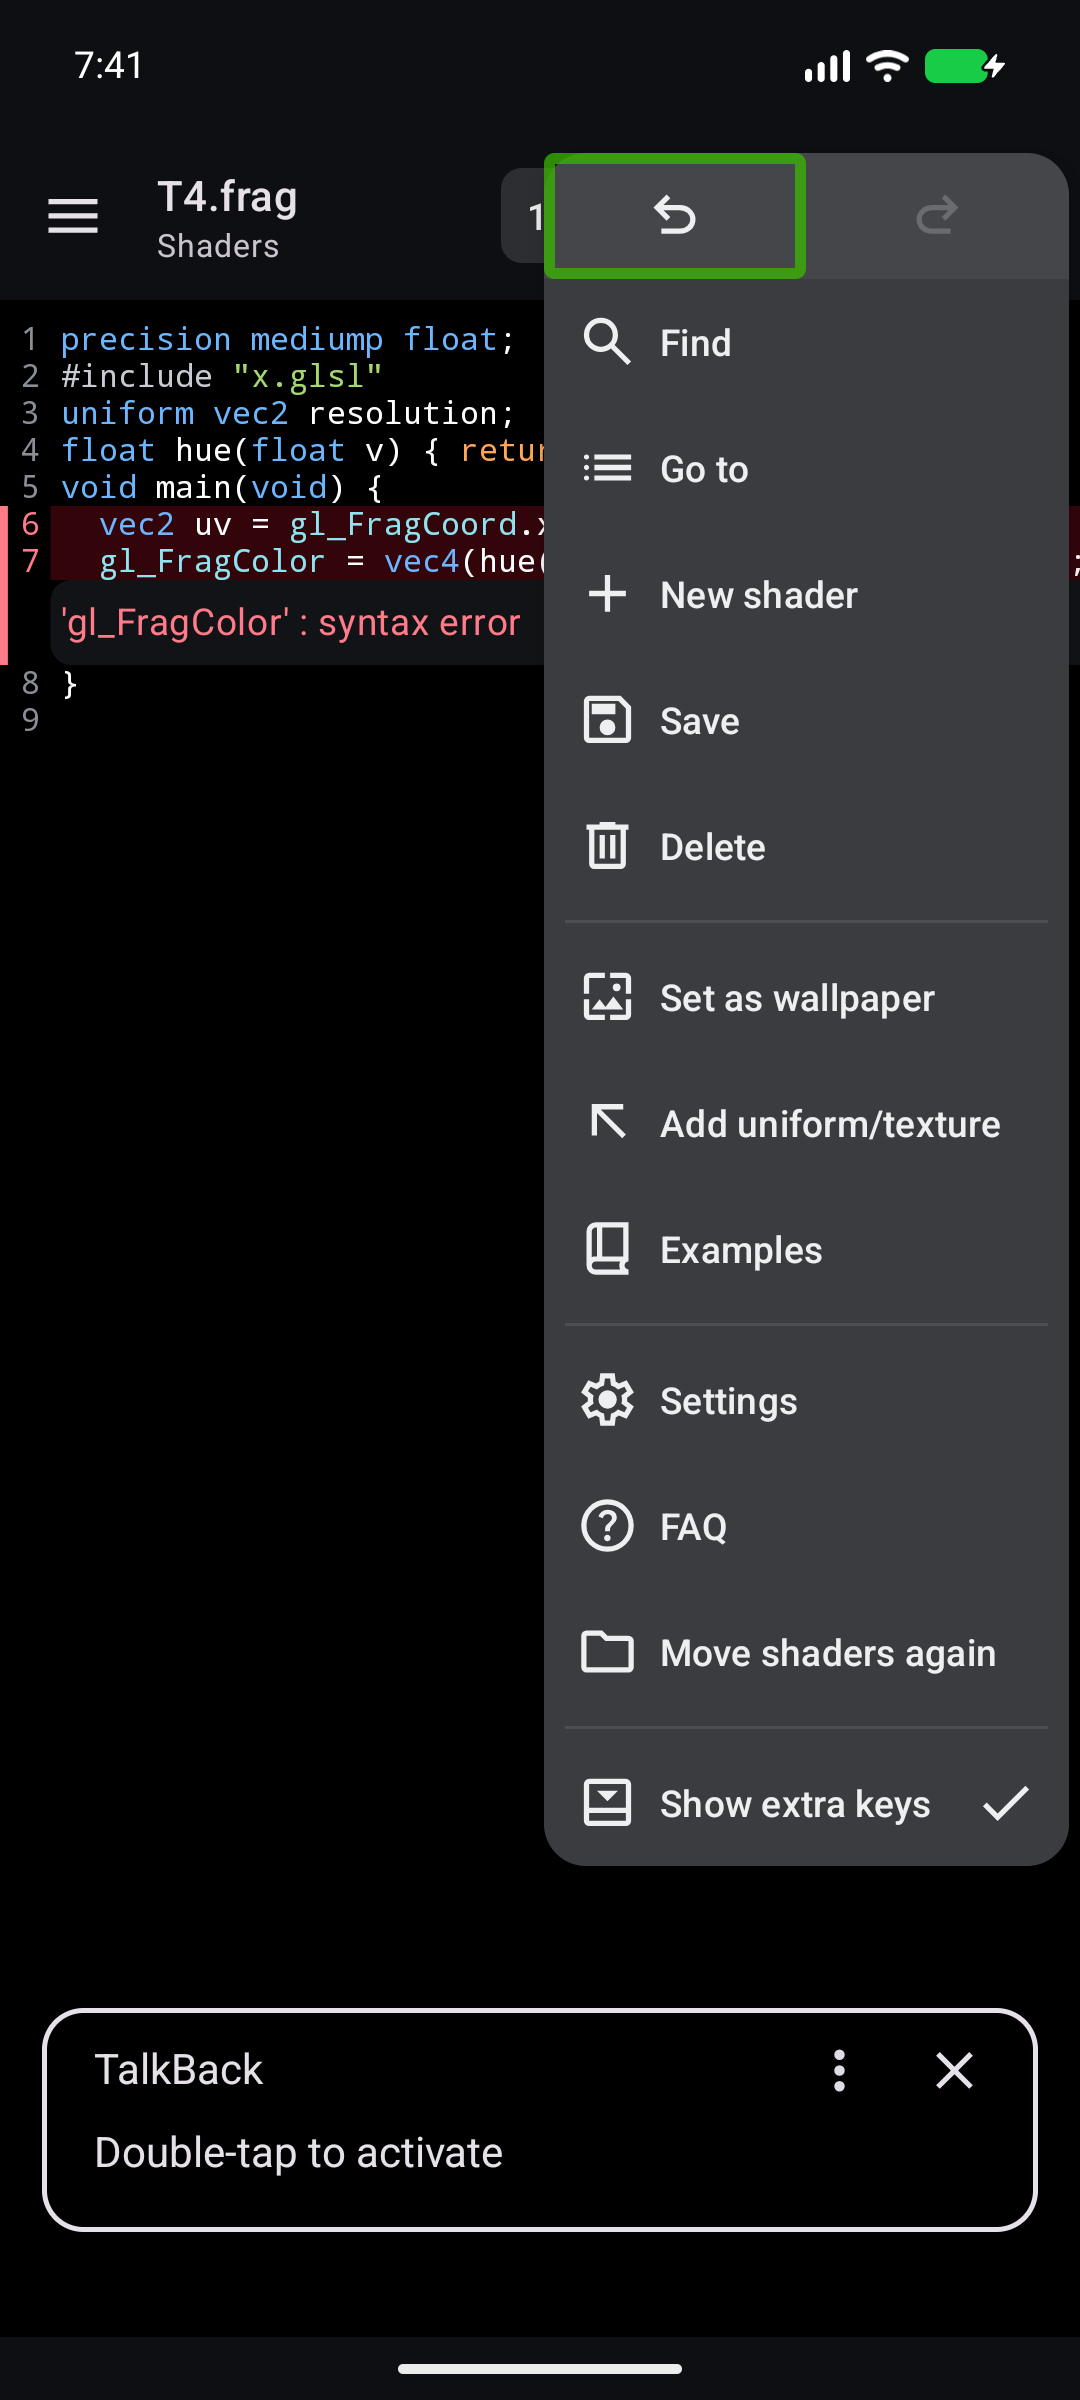 7:41
T4.frag
Shaders
1
1 precision mediump float;
2 #include "x.glsl"
3 uniform vec2 resolution;
4 float hue(float v) { retur
5 void main(void) {
6 vec2 uv = gl_FragCoord.x
7 gl_FragColor = vec4(hue( ;
'gl_FragColor' : syntax error
8 }
9
Find
Go to
New shader
Save
Delete
Set as wallpaper
Add uniform/texture
Examples
Settings
FAQ
Move shaders again
Show extra keys
TalkBack
Double-tap to activate